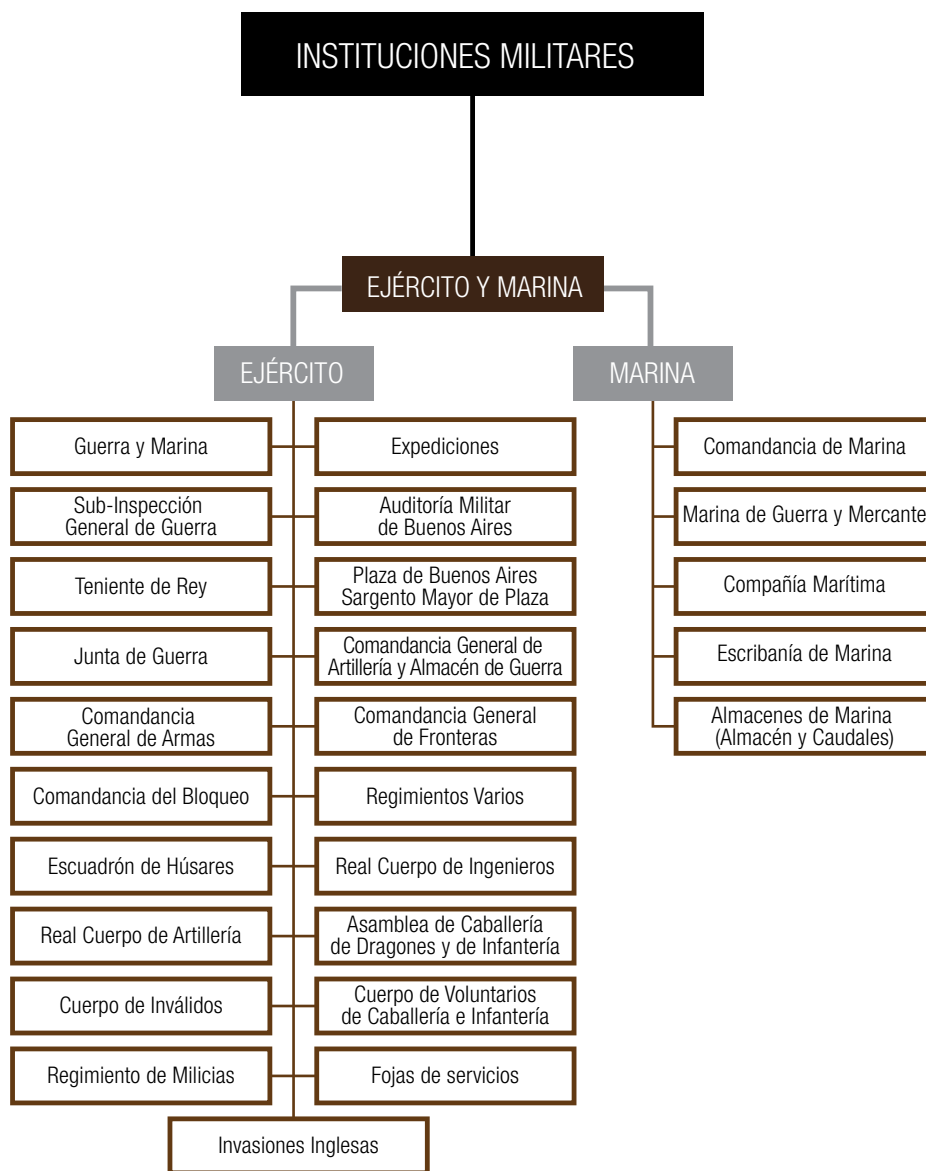 INSTITUCIONES MILITARES
EJÉRCITO Y MARINA
EJÉRCITO
MARINA
Guerra y Marina
Expediciones
Comandancia de Marina
Sub-Inspección
General de Guerra
Auditoría Militar
de Buenos Aires
Marina de Guerra y Mercante
Teniente de Rey
Plaza de Buenos Aires
Sargento Mayor de Plaza
Compañía Marítima
Junta de Guerra
Comandancia General de
Artillería y Almacén de Guerra
Escribanía de Marina
Comandancia
General de Armas
Comandancia General
de Fronteras
Almacenes de Marina
(Almacén y Caudales)
Comandancia del Bloqueo
Regimientos Varios
Escuadrón de Húsares
Real Cuerpo de Ingenieros
Real Cuerpo de Artillería
Asamblea de Caballería
de Dragones y de Infantería
Cuerpo de Inválidos
Cuerpo de Voluntarios
de Caballería e Infantería
Regimiento de Milicias
Fojas de servicios
Invasiones Inglesas